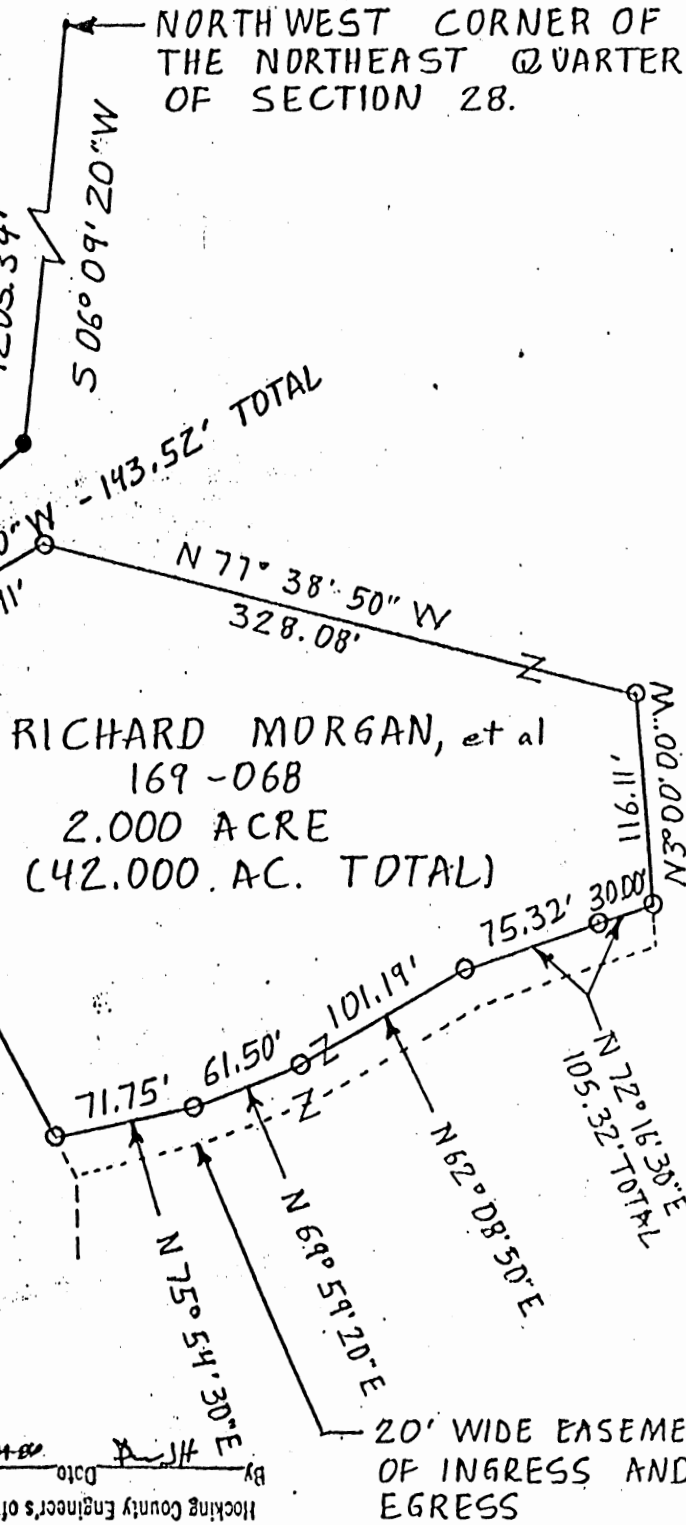 NORTHWEST CORNER OF
THE NORTHEAST QUARTER
OF SECTION 28.
S 06° 09' 20" W
- 143.52' TOTAL
N 77° 38' 50" W
328.08'
RICHARD MORGAN, et al
169-068
2.000 ACRE
(42.000 AC. TOTAL)
116.11'
N3°00'00"W
30.00'
75.32'
101.19'
61.50'
71.75'
N 72° 16' 30" E
105.32' TOTAL
N 62° 08' 50" E
N 69° 59' 20" E
N 75° 54' 30" E
20' WIDE EASEME
OF INGRESS AND
EGRESS
By Date
Hocking County Engineer's of